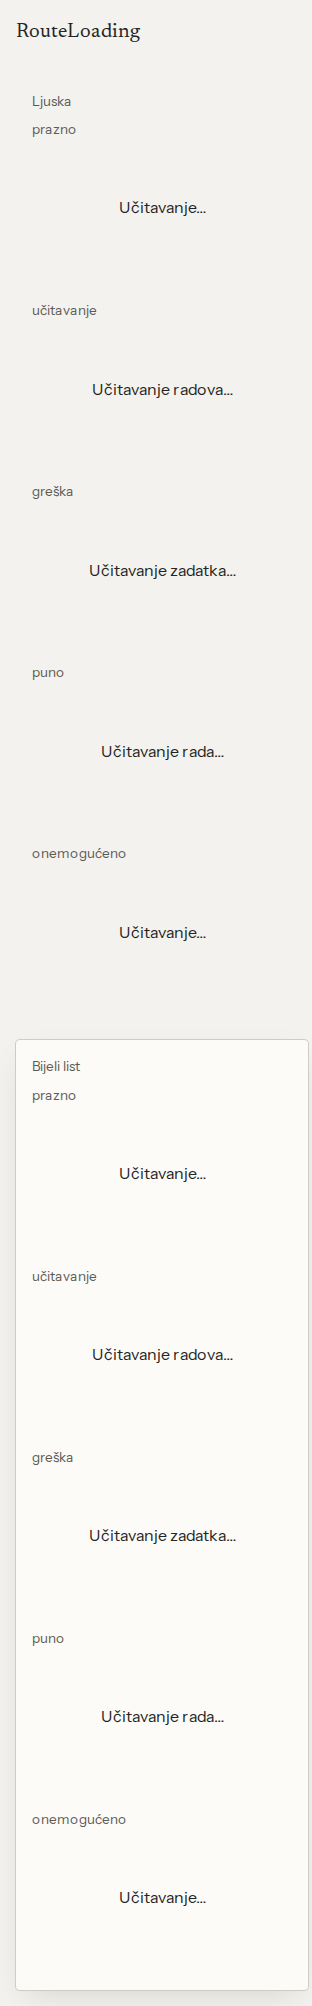 RouteLoading
Ljuska
prazno
Učitavanje…
učitavanje
Učitavanje radova…
greška
Učitavanje zadatka…
puno
Učitavanje rada…
onemogućeno
Učitavanje…
Bijeli list
prazno
Učitavanje…
učitavanje
Učitavanje radova…
greška
Učitavanje zadatka…
puno
Učitavanje rada…
onemogućeno
Učitavanje…